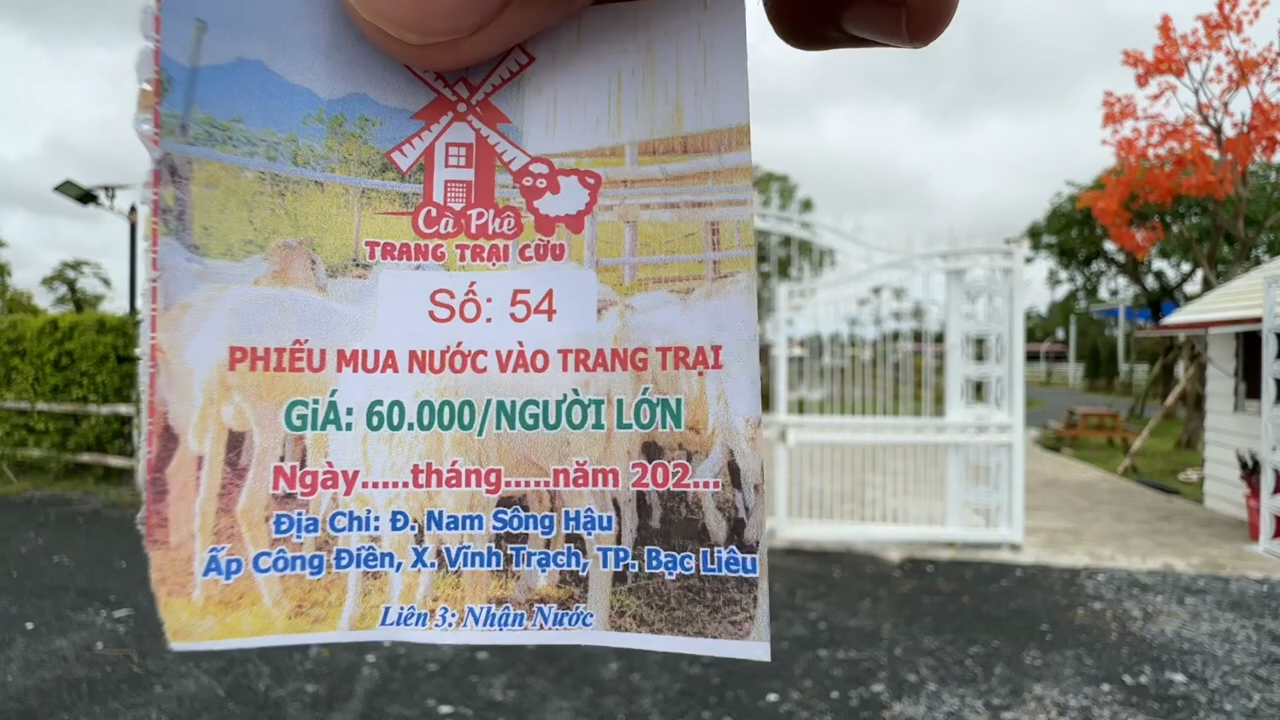 Cà Phê
TRANG TRẠI CỪU
Số: 54
PHIẾU MUA NƯỚC VÀO TRANG TRẠI
GiÁ: 60.000/NGƯỜI LỚN
Ngày.....tháng.....năm 202...
Địa Chỉ: Đ. Nam Sông Hậu
Ấp Công Điền, X. Vĩnh Trạch, TP. Bạc Liêu
Liên 3: Nhận Nước